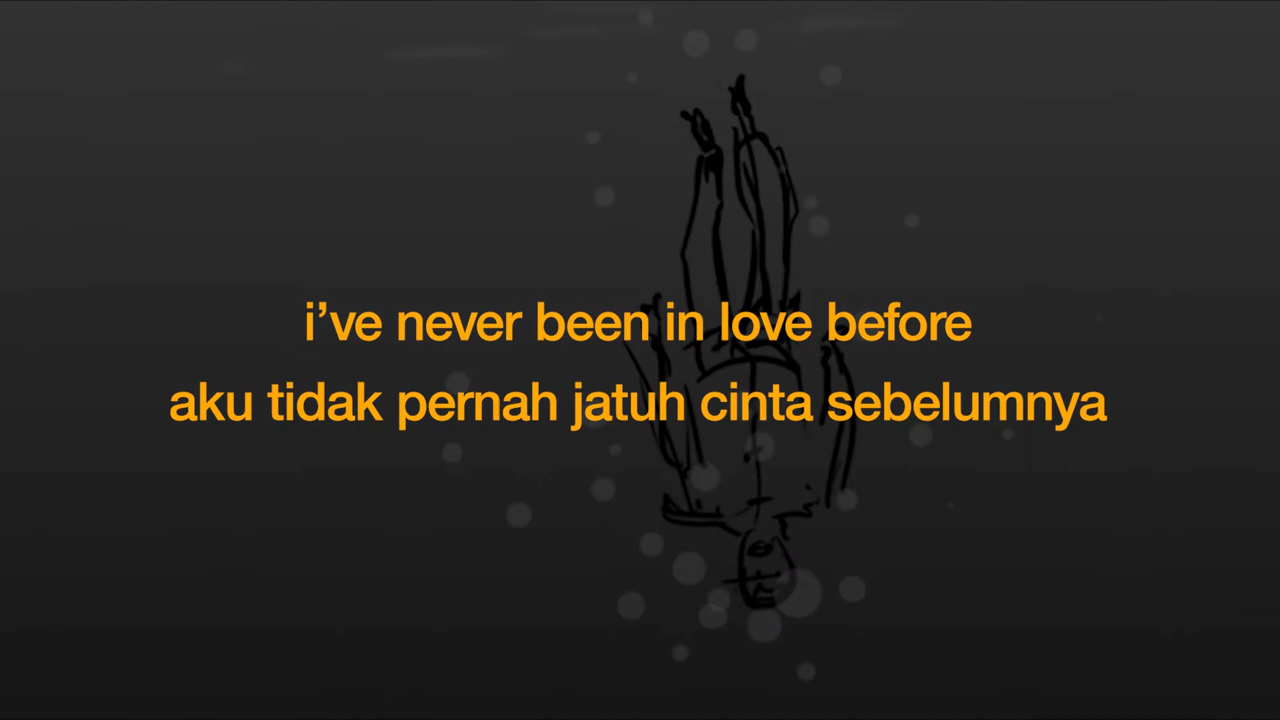 i’ve never been in love before
aku tidak pernah jatuh cinta sebelumnya